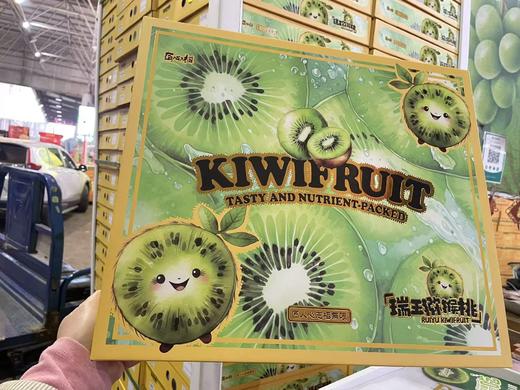 KIWIFRUIT
TASTY AND NUTRIENT-PACKED
瑞玉猕猴桃
RUIYU KIWIFRUIT